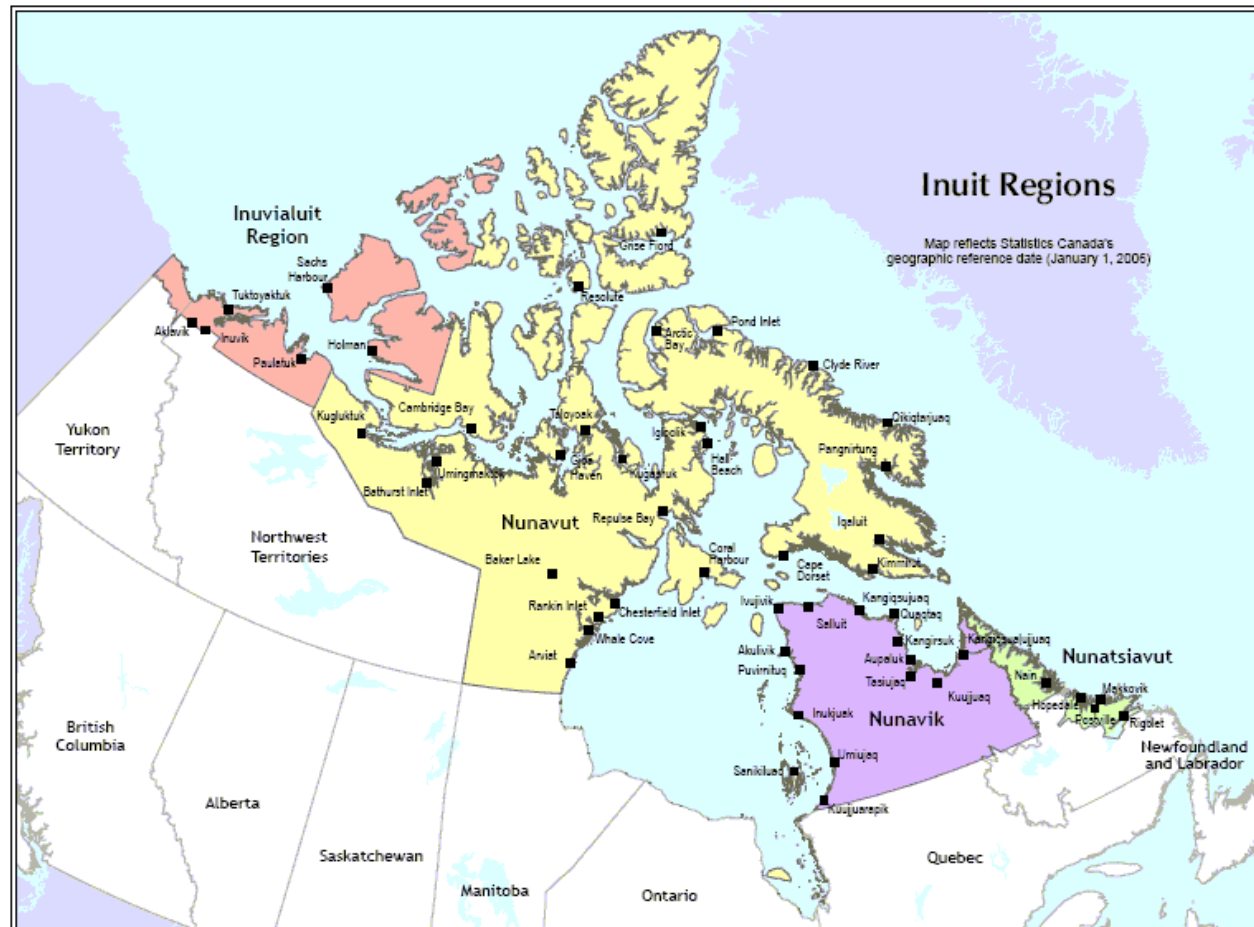 Inuit Regions
Map reflects Statistics Canada's
geographic reference date (January 1, 2006)
Inuvialuit
Region
Sachs
Harbour
Tuktoyaktuk
Aklavik
Inuvik
Paulatuk
Holman
Grise Fiord
Resolute
Arctic
Bay
Pond Inlet
Clyde River
Qikiqtarjuaq
Pangnirtung
Kugluktuk
Cambridge Bay
Taloyoak
Igloolik
Hall
Beach
Gjoa
Haven
Kugaaruk
Umingmaktok
Bathurst Inlet
Nunavut
Repulse Bay
Iqaluit
Baker Lake
Coral
Harbour
Cape
Dorset
Kimmirut
Rankin Inlet
Chesterfield Inlet
Whale Cove
Arviat
Ivujivik
Salluit
Kangiqsujuaq
Quaqtaq
Kangirsuk
Kangiqsualujjuaq
Akulivik
Puvirnituq
Aupaluk
Tasiujaq
Kuujjuaq
Inukjuak
Nunavik
Umiujaq
Sanikiluaq
Kuujjuarapik
Nunatsiavut
Nain
Hopedale
Makkovik
Postville
Rigolet
Newfoundland
and Labrador
Yukon
Territory
Northwest
Territories
British
Columbia
Alberta
Saskatchewan
Manitoba
Ontario
Quebec